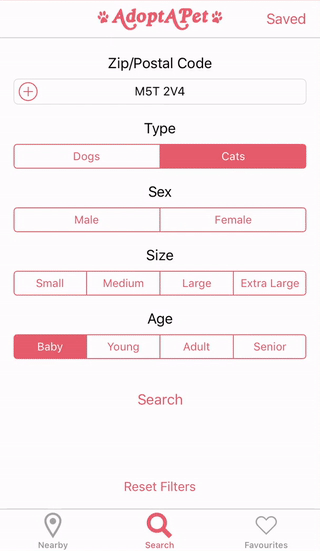 AdoptAPet
Saved
Zip/Postal Code
M5T 2V4
Type
Dogs Cats
Sex
Male Female
Size
Small Medium Large Extra Large
Age
Baby Young Adult Senior
Search
Reset Filters
Nearby Search Favourites